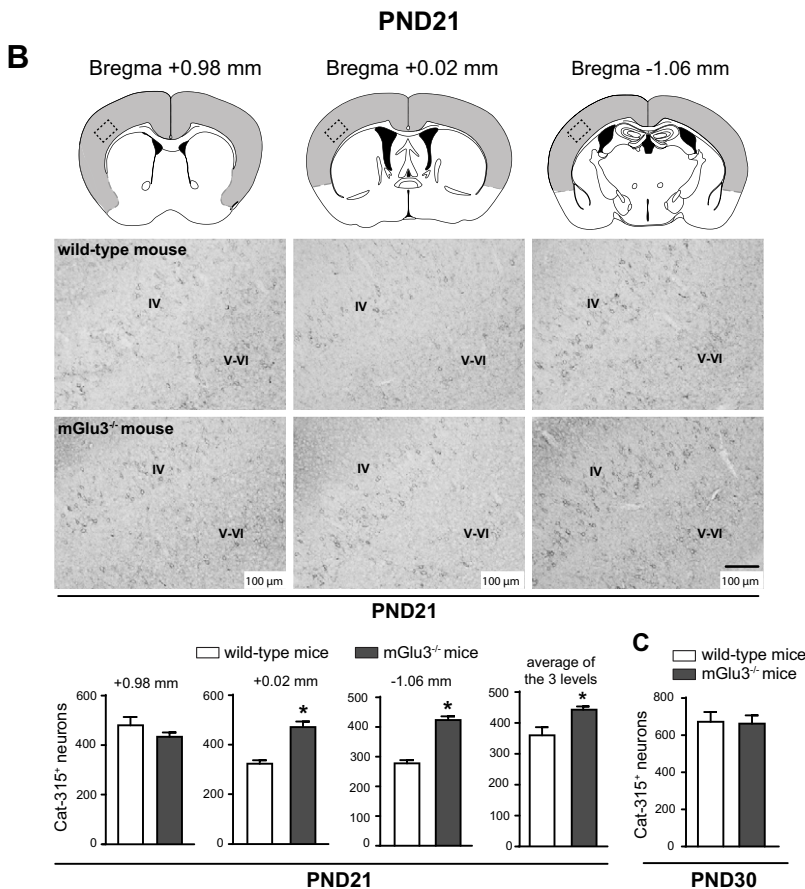 PND21
B
Bregma +0.98 mm
Bregma +0.02 mm
Bregma -1.06 mm
wild-type mouse
IV
V-VI
IV
V-VI
IV
V-VI
mGlu3-/- mouse
IV
V-VI
100 µm
IV
V-VI
100 µm
IV
V-VI
100 µm
PND21
wild-type mice
mGlu3-/- mice
Cat-315+ neurons
+0.98 mm
600
400
200
0
+0.02 mm
600
400
200
0
*
-1.06 mm
500
400
300
200
100
0
*
average of
the 3 levels
500
400
300
200
100
0
*
PND21
C
wild-type mice
mGlu3-/- mice
Cat-315+ neurons
800
600
400
200
0
PND30